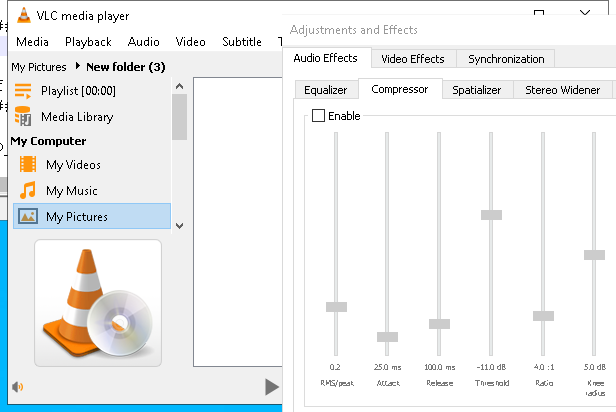 VLC media player
Media Playback Audio Video Subtitle T
My Pictures New folder (3)
Playlist [00:00]
Media Library
My Computer
My Videos
My Music
My Pictures
Adjustments and Effects
Audio Effects Video Effects Synchronization
Equalizer Compressor Spatializer Stereo Widener
Enable
0.2 25.0 ms 100.0 ms -11.0 dB 4.0 :1 5.0 dB
RMS/peak Attack Release Threshold Ratio Knee
radius